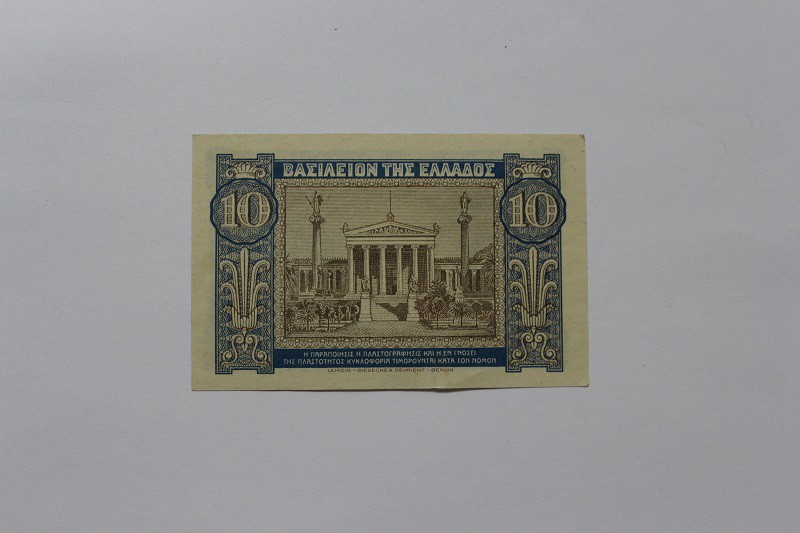 ΒΑΣΙΛΕΙΟΝ ΤΗΣ ΕΛΛΑΔΟΣ
10 10
Η ΠΑΡΑΠΟΙΗΣΙΣ Η ΠΛΑΣΤΟΓΡΑΦΗΣΙΣ ΚΑΙ Η ΕΝ ΓΝΩΣΕΙ
ΤΗΣ ΠΛΑΣΤΟΤΗΤΟΣ ΚΥΚΛΟΦΟΡΙΑ ΤΙΜΩΡΟΥΝΤΑΙ ΚΑΤΑ ΤΟΝ ΝΟΜΟΝ
LEIPZIG - GIESECKE & DEVRIENT - BERLIN